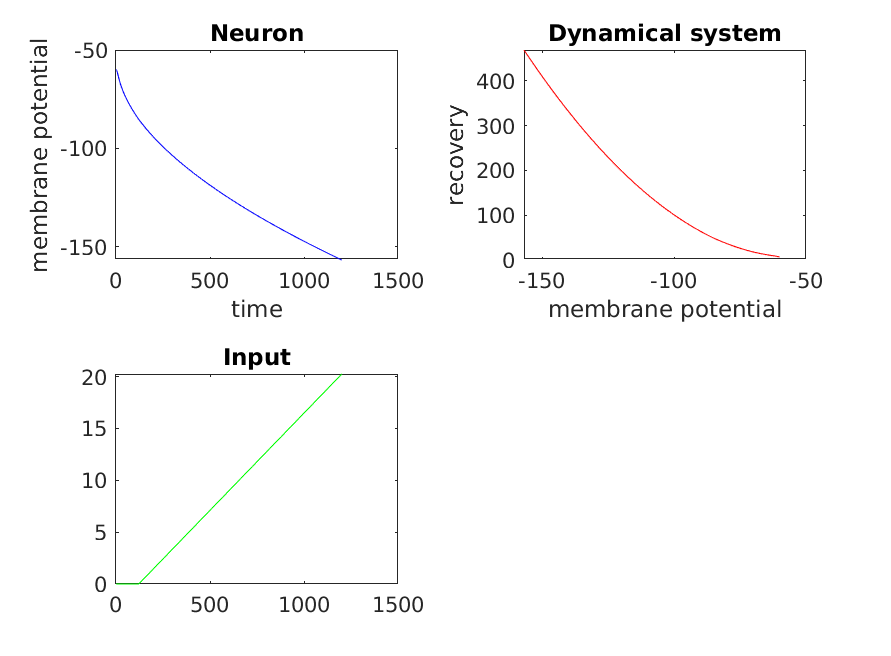 Neuron
-50
-100
-150
membrane potential
0 500 1000 1500
time
Dynamical system
400
300
200
100
0
recovery
-150 -100 -50
membrane potential
Input
20
15
10
5
0
0 500 1000 1500